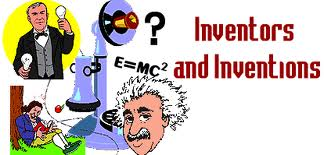 ?
Inventors
and Inventions
E=MC²